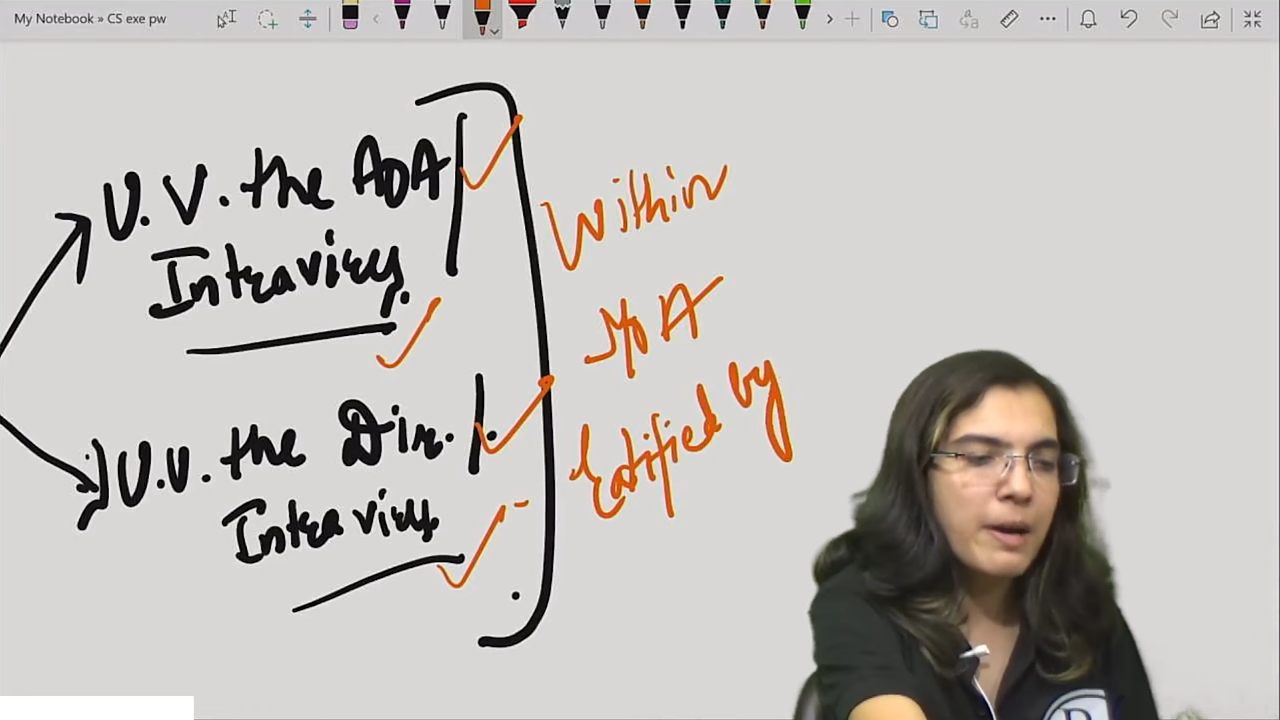 My Notebook » CS exe pw
U.V. the AOA
Intravires
U.V. the Dir.
Intravires
Within
MOA
Ratified by